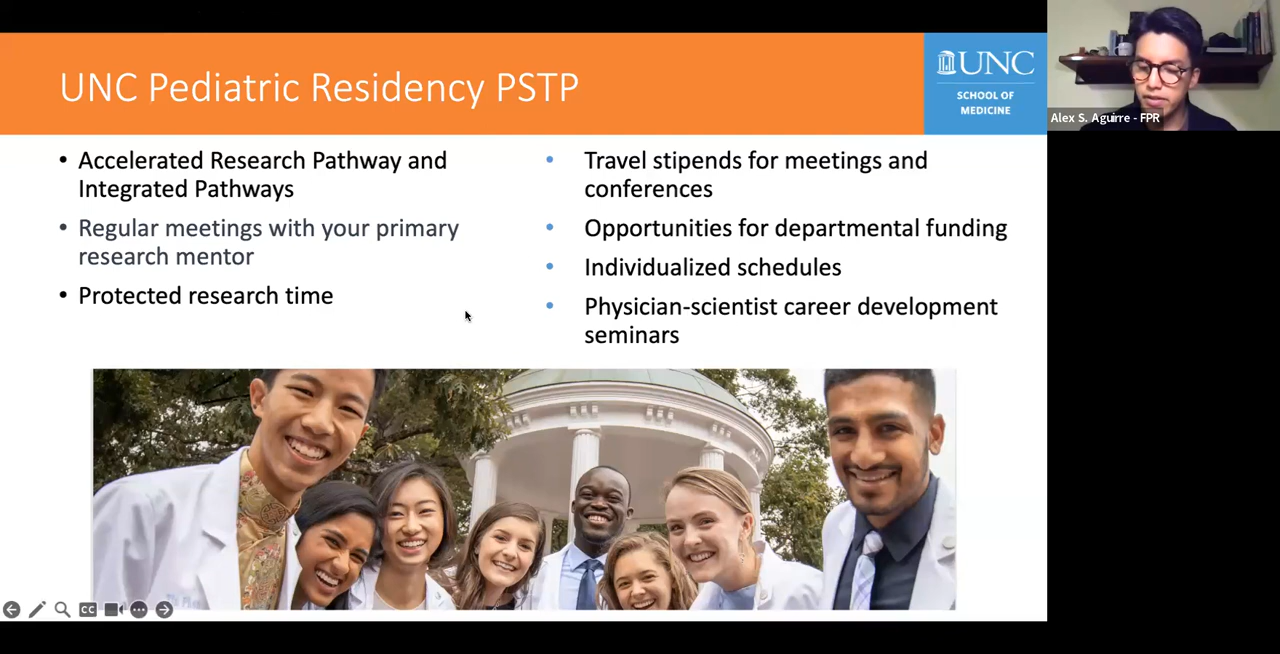 UNC Pediatric Residency PSTP
UNC
SCHOOL OF
MEDICINE
Alex S. Aguirre - FPR
• Accelerated Research Pathway and
Integrated Pathways
• Regular meetings with your primary
research mentor
• Protected research time
• Travel stipends for meetings and
conferences
• Opportunities for departmental funding
• Individualized schedules
• Physician-scientist career development
seminars
CC